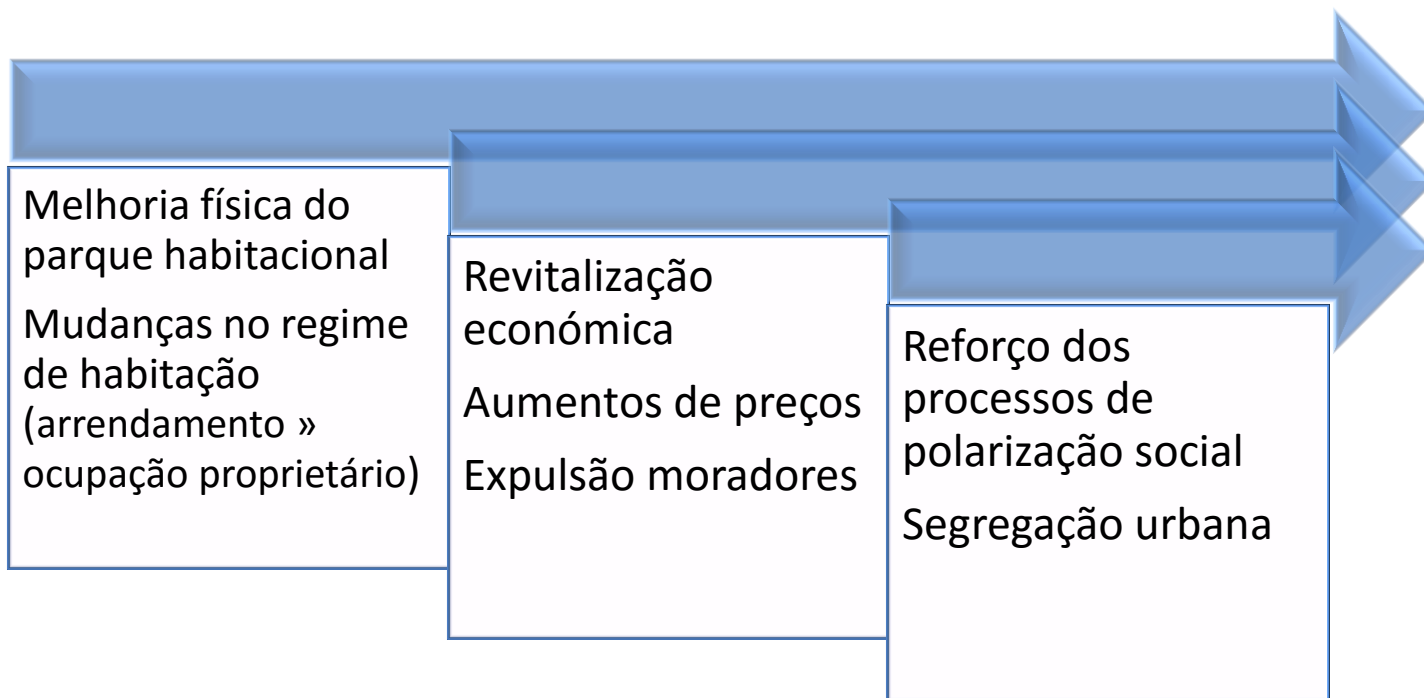 Melhoria física do
parque habitacional
Mudanças no regime
de habitação
(arrendamento »
ocupação proprietário)
Revitalização
económica
Aumentos de preços
Expulsão moradores
Reforço dos
processos de
polarização social
Segregação urbana